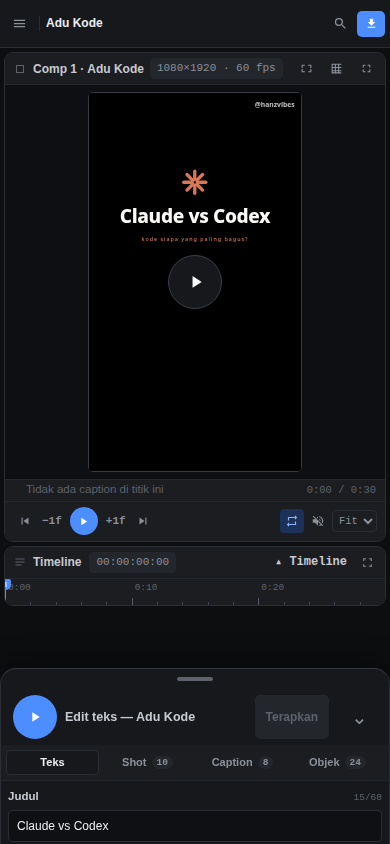 Adu Kode
Comp 1 · Adu Kode
1080×1920 · 60 fps
@hanzvibes
Claude vs Codex
kode siapa yang paling bagus?
Tidak ada caption di titik ini
0:00 / 0:30
−1f
+1f
Fit
Timeline
00:00:00:00
▲ Timeline
0:00
0:10
0:20
Edit teks — Adu Kode
Terapkan
Teks
Shot 10
Caption 8
Objek 24
Judul
15/60
Claude vs Codex